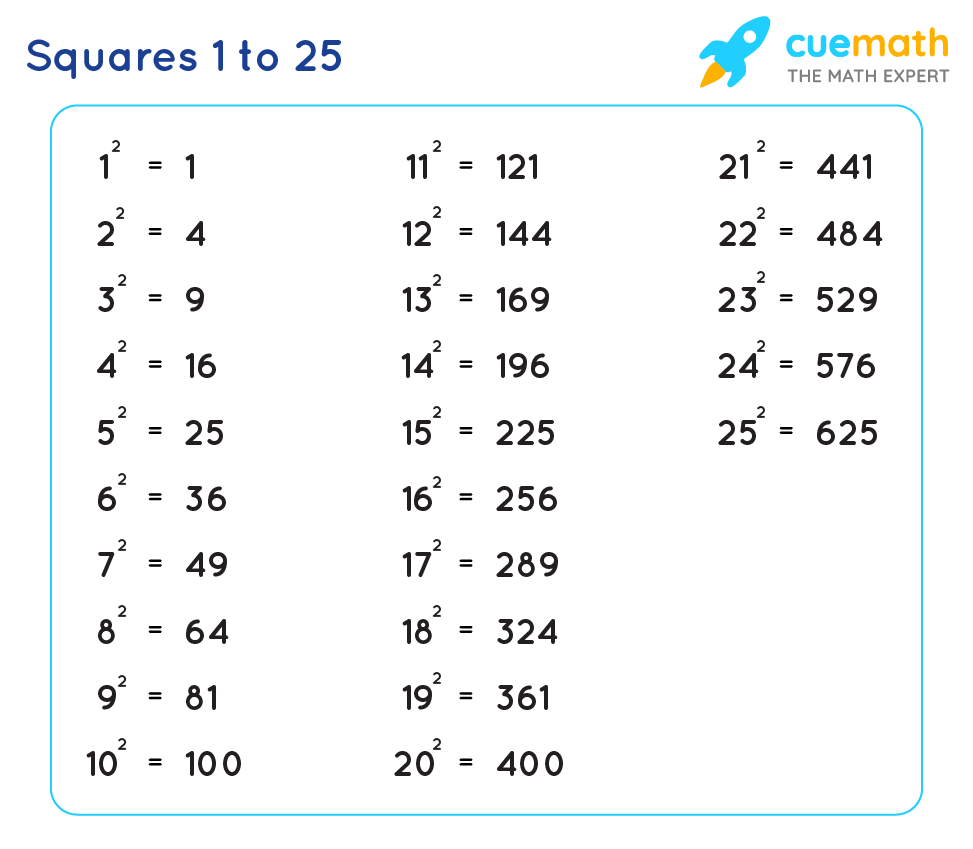 Squares 1 to 25
cuemath
THE MATH EXPERT
1² = 1
2² = 4
3² = 9
4² = 16
5² = 25
6² = 36
7² = 49
8² = 64
9² = 81
10² = 100
11² = 121
12² = 144
13² = 169
14² = 196
15² = 225
16² = 256
17² = 289
18² = 324
19² = 361
20² = 400
21² = 441
22² = 484
23² = 529
24² = 576
25² = 625